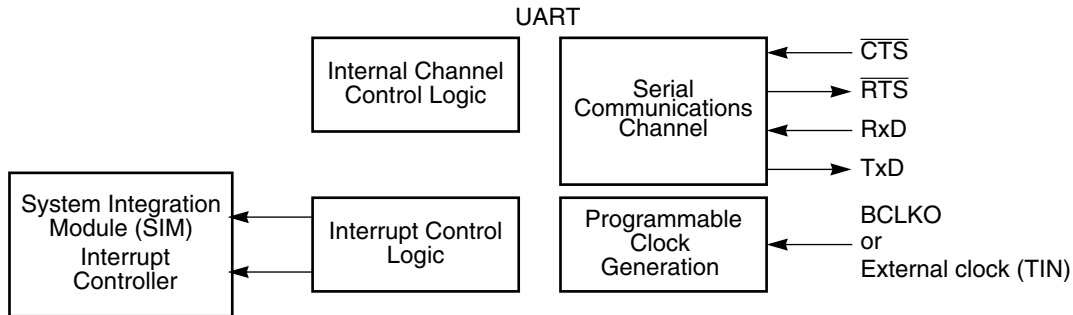 UART
Internal Channel
Control Logic
Serial
Communications
Channel
CTS
RTS
RxD
TxD
System Integration
Module (SIM)
Interrupt
Controller
Interrupt Control
Logic
Programmable
Clock
Generation
BCLKO
or
External clock (TIN)